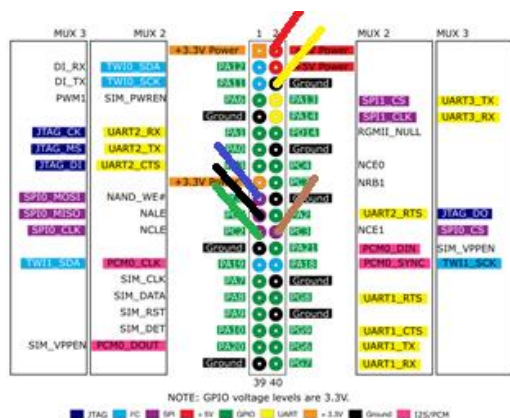 MUX 3 MUX 2 1 2 MUX 2 MUX 3
+3.3V Power Power
DI_RX TWI0_SDA PA12 +5V Power
DI_TX TWI0_SCK PA11 Ground
PWM1 SIM_PWREN PA6 PA13 SPI1_CS UART3_TX
Ground PA14 SPI1_CLK UART3_RX
JTAG_CK UART2_RX PA1 PD14 RGMII_NULL
JTAG_MS UART2_TX PA0 Ground
JTAG_DI UART2_CTS PC4 NCE0
+3.3V NRB1
SPI0_MOSI NAND_WE# Ground
SPI0_MISO NALE PA2 UART2_RTS JTAG_DO
SPI0_CLK NCLE PC2 PC3 NCE1 SPI0_CS
Ground PA21 PCM0_DIN SIM_VPPEN
TWI1_SDA PCM0_CLK PA19 PA18 PCM0_SYNC TWI1_SCK
SIM_CLK PA7 Ground
SIM_DATA PA8 PG8 UART1_RTS
SIM_RST PA9 Ground
SIM_DET PA10 PG9 UART1_CTS
SIM_VPPEN PCM0_DOUT PA20 PG6 UART1_TX
Ground PG7 UART1_RX
39 40
NOTE: GPIO voltage levels are 3.3V.
JTAG I²C SPI +5V GPIO UART +3.3V Ground I2S/PCM